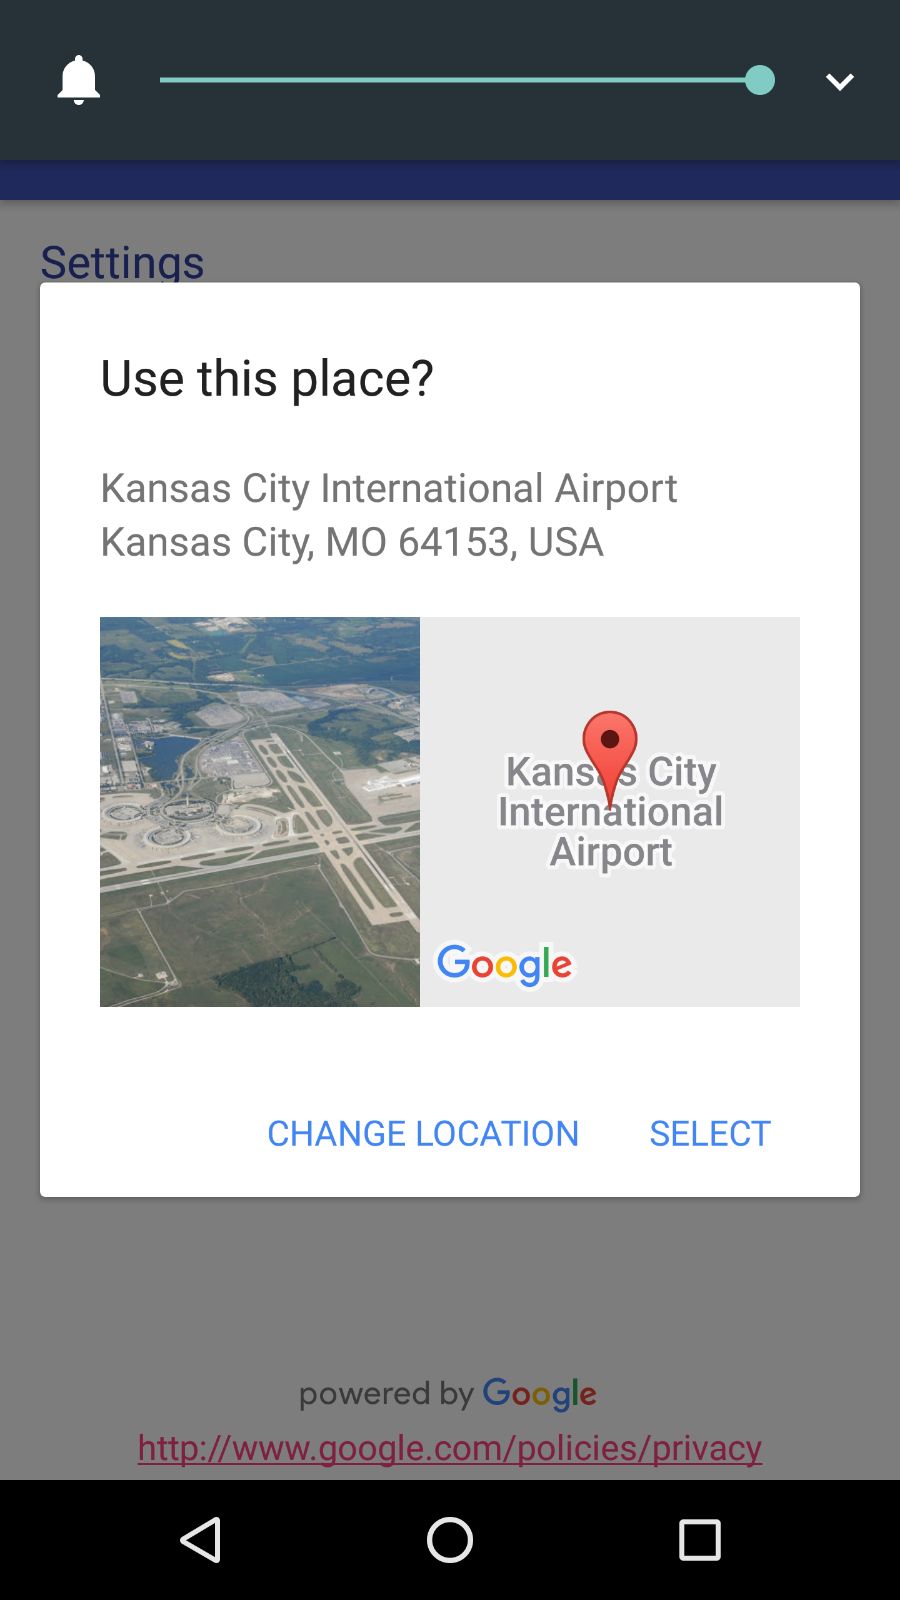 Settings
Use this place?
Kansas City International Airport
Kansas City, MO 64153, USA
Kansas City
International
Airport
Google
CHANGE LOCATION
SELECT
powered by Google
http://www.google.com/policies/privacy